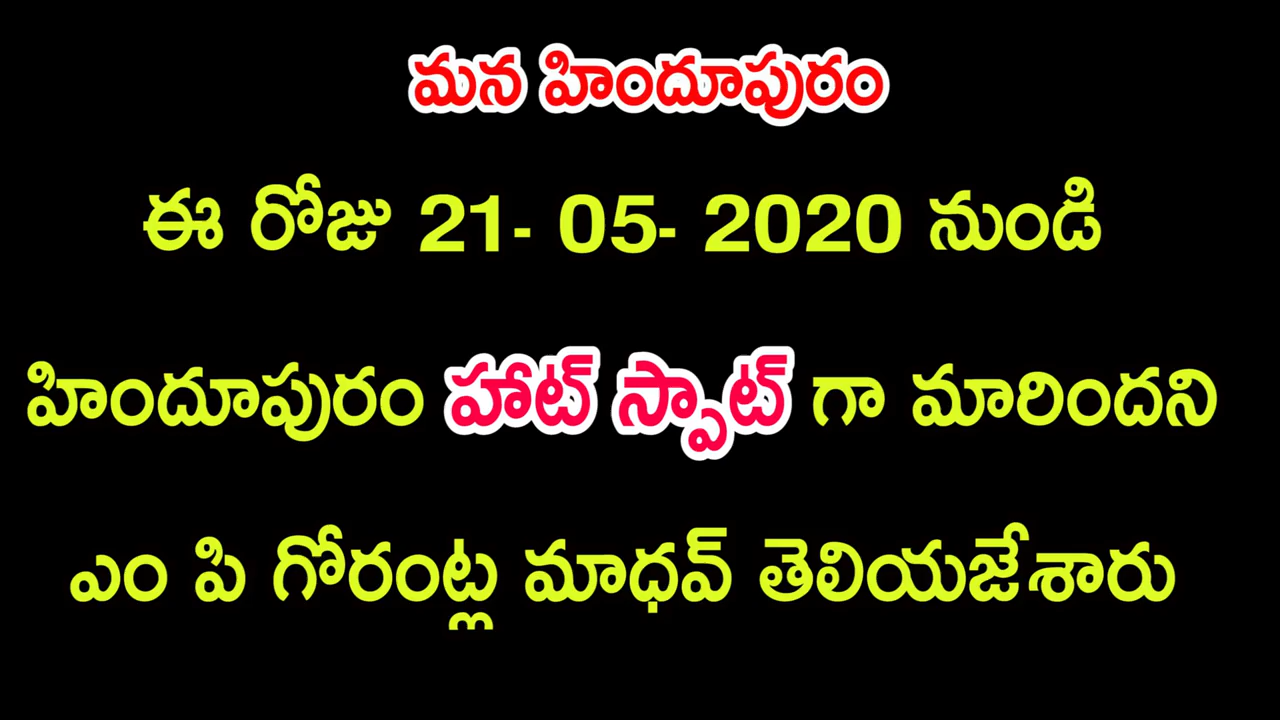 మన హిందూపురం
ఈ రోజు 21- 05- 2020 నుండి
హిందూపురం హాట్ స్పాట్ గా మారిందని
ఎం పి గోరంట్ల మాధవ్ తెలియజేశారు